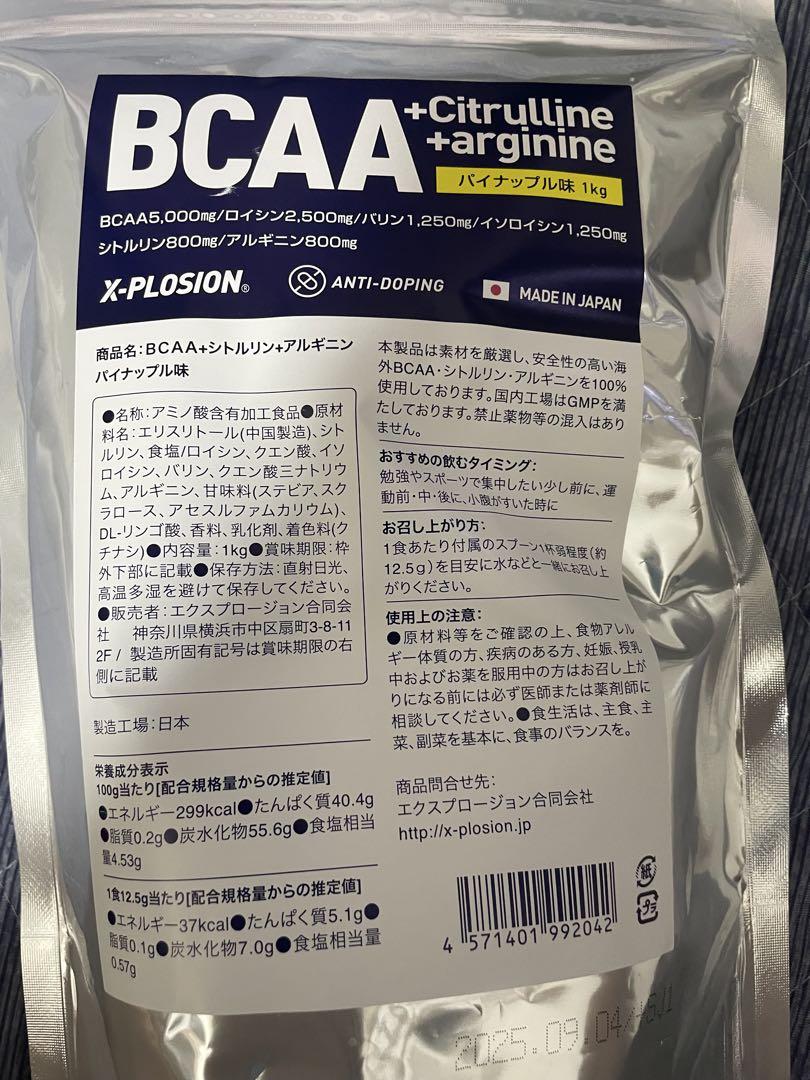 BCAA
+Citrulline
+arginine
パイナップル味 1kg
BCAA5,000㎎/ロイシン2,500㎎/バリン1,250㎎/イソロイシン1,250㎎
シトルリン800㎎/アルギニン800㎎
X-PLOSION®
ANTI-DOPING
MADE IN JAPAN
商品名:BCAA+シトルリン+アルギニン
パイナップル味
●名称:アミノ酸含有加工食品●原材
料名:エリスリトール(中国製造)、シト
ルリン、食塩/ロイシン、クエン酸、イソ
ロイシン、バリン、クエン酸三ナトリウ
ム、アルギニン、甘味料(ステビア、スク
ラロース、アセスルファムカリウム)、
DL-リンゴ酸、香料、乳化剤、着色料(ク
チナシ)●内容量:1kg●賞味期限:枠
外下部に記載●保存方法:直射日光、
高温多湿を避けて保存してください。
●販売者:エクスプロージョン合同会
社 神奈川県横浜市中区扇町3-8-11
2F / 製造所固有記号は賞味期限の右
側に記載
製造工場:日本
栄養成分表示
100g当たり[配合規格量からの推定値]
●エネルギー299kcal●たんぱく質40.4g
●脂質0.2g●炭水化物55.6g●食塩相当
量4.53g
1食12.5g当たり[配合規格量からの推定値]
●エネルギー37kcal●たんぱく質5.1g●
脂質0.1g●炭水化物7.0g●食塩相当量
0.57g
本製品は素材を厳選し、安全性の高い海
外BCAA・シトルリン・アルギニンを100%
使用しております。国内工場はGMPを満
たしております。禁止薬物等の混入はあり
ません。
おすすめの飲むタイミング:
勉強やスポーツで集中したい少し前に、運
動前・中・後に、小腹がすいた時に
お召し上がり方:
1食あたり付属のスプーン1杯弱程度(約
12.5g)を目安に水などと一緒にお召し上
がりください。
使用上の注意:
●原材料等をご確認の上、食物アレル
ギー体質の方、疾病のある方、妊娠、授乳
中およびお薬を服用中の方はお召し上が
りになる前には必ず医師または薬剤師に
相談してください。●食生活は、主食、主
菜、副菜を基本に、食事のバランスを。
商品問合せ先:
エクスプロージョン合同会社
http://x-plosion.jp
紙
プラ
4 571401 992042
2025.09.04